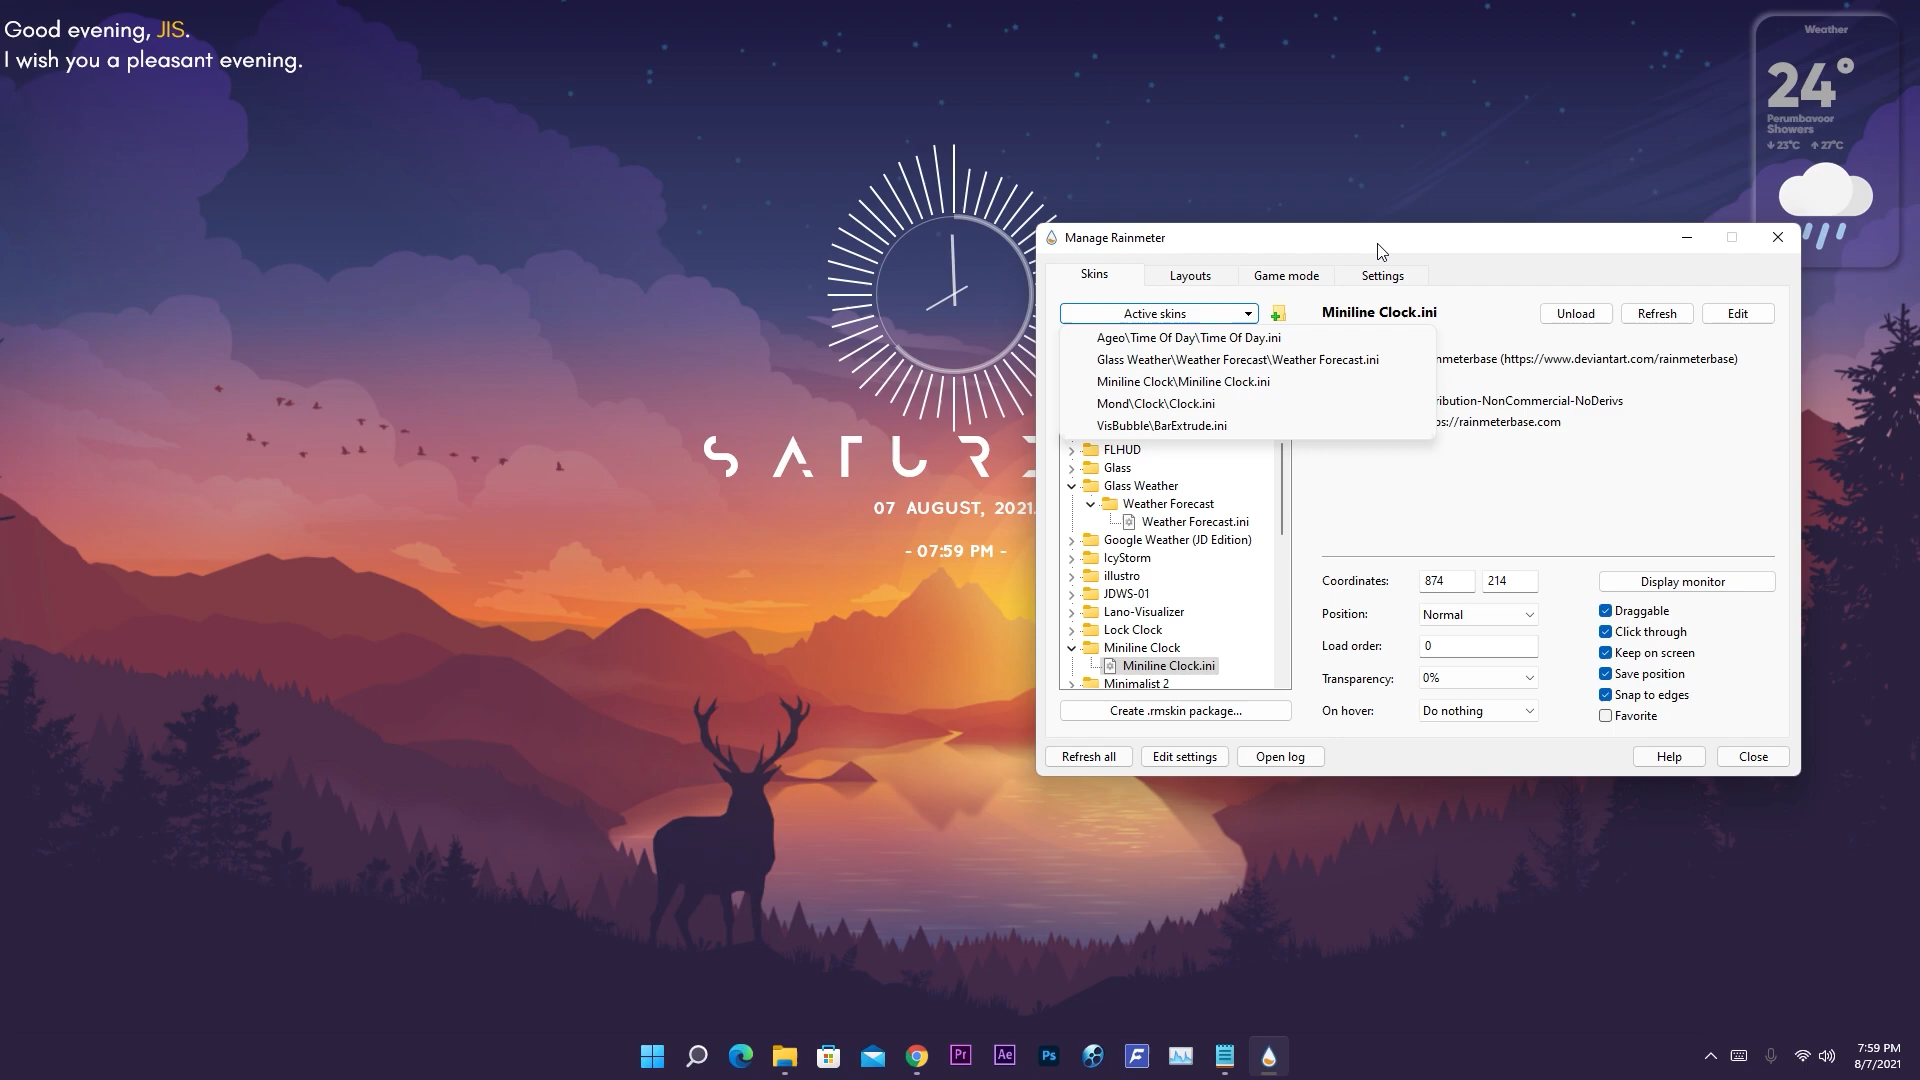 Good evening, JIS.
I wish you a pleasant evening.
Weather
24°
Perumbavoor
Showers
23°C 27°C
07 AUGUST, 2021
- 07:59 PM -
Manage Rainmeter
Skins
Layouts
Game mode
Settings
Active skins
Ageo\Time Of Day\Time Of Day.ini
Glass Weather\Weather Forecast\Weather Forecast.ini
Miniline Clock\Miniline Clock.ini
Mond\Clock\Clock.ini
VisBubble\BarExtrude.ini
FLHUD
Glass
Glass Weather
Weather Forecast
Weather Forecast.ini
Google Weather (JD Edition)
IcyStorm
illustro
JDWS-01
Lano-Visualizer
Lock Clock
Miniline Clock
Miniline Clock.ini
Minimalist 2
Create .rmskin package...
Miniline Clock.ini
Unload
Refresh
Edit
nmeterbase (https://www.deviantart.com/rainmeterbase)
ribution-NonCommercial-NoDerivs
ps://rainmeterbase.com
Coordinates:
874
214
Display monitor
Position:
Normal
Load order:
0
Transparency:
0%
On hover:
Do nothing
Draggable
Click through
Keep on screen
Save position
Snap to edges
Favorite
Refresh all
Edit settings
Open log
Help
Close
Pr
Ae
Ps
7:59 PM
8/7/2021